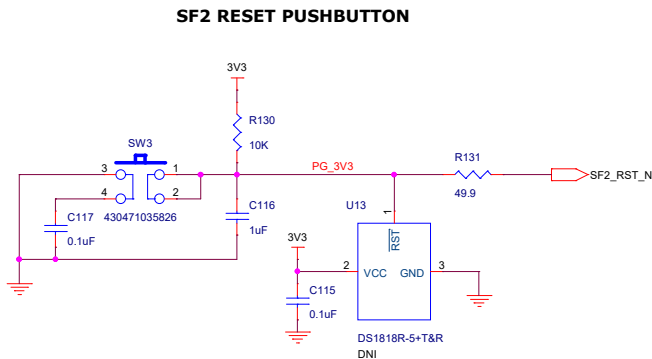 SF2 RESET PUSHBUTTON
3V3
R130
10K
SW3
3
1
4
2
430471035826
C117
0.1uF
C116
1uF
PG_3V3
R131
49.9
SF2_RST_N
U13
1
RST
3V3
2
VCC
GND
3
C115
0.1uF
DS1818R-5+T&R
DNI